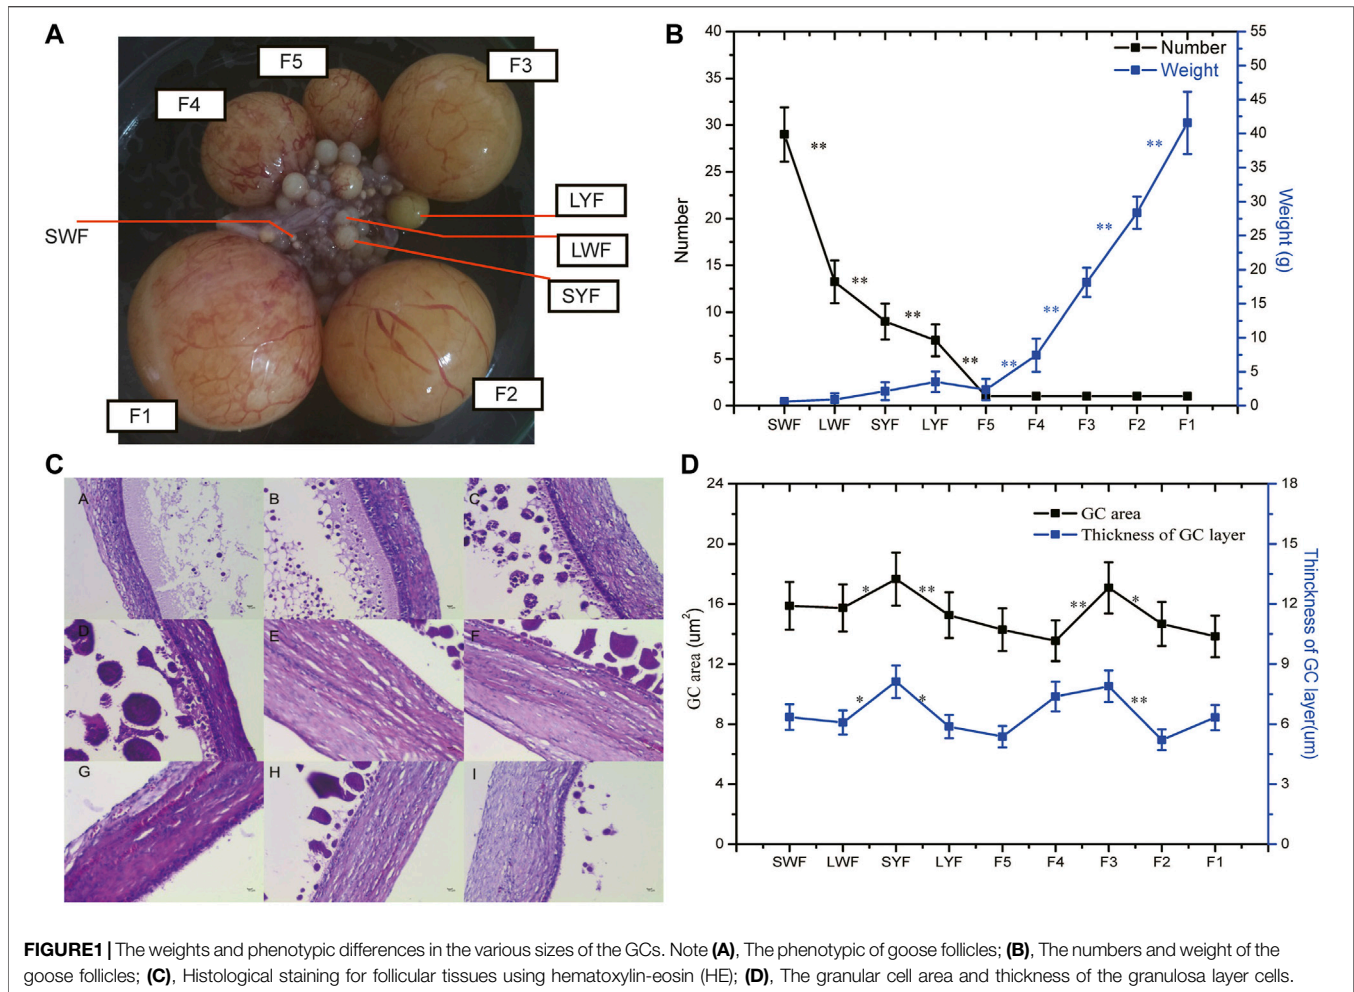 A
F5
F3
F4
LYF
SWF
LWF
SYF
F2
F1
B
40
35
30
25
20
15
10
5
0
Number
Number
Weight
55
50
45
40
35
30
25
20
15
10
5
0
Weight (g)
** ** ** ** ** ** ** ** **
SWF LWF SYF LYF F5 F4 F3 F2 F1
C
A B C
D E F
G H I
D
24
20
16
12
8
4
0
GC area (um²)
GC area
Thickness of GC layer
18
15
12
9
6
3
0
Thinckness of GC layer(um)
* ** ** *
* * **
SWF LWF SYF LYF F5 F4 F3 F2 F1
FIGURE1 | The weights and phenotypic differences in the various sizes of the GCs. Note (A), The phenotypic of goose follicles; (B), The numbers and weight of the
goose follicles; (C), Histological staining for follicular tissues using hematoxylin-eosin (HE); (D), The granular cell area and thickness of the granulosa layer cells.